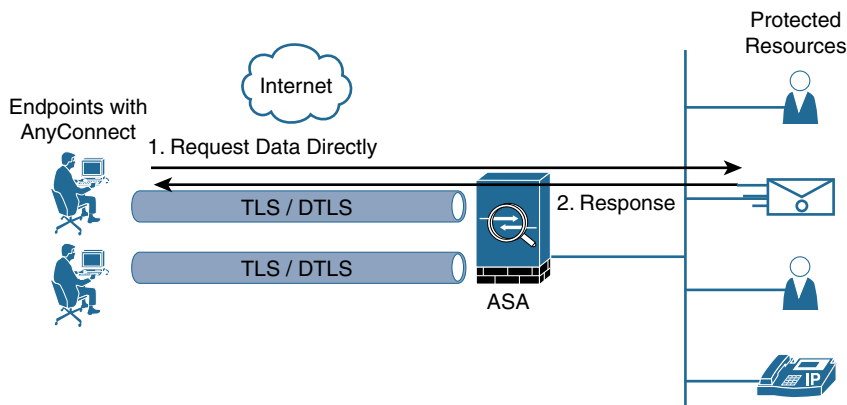 Protected
Resources
Internet
Endpoints with
AnyConnect
1. Request Data Directly
2. Response
TLS / DTLS
TLS / DTLS
ASA
IP